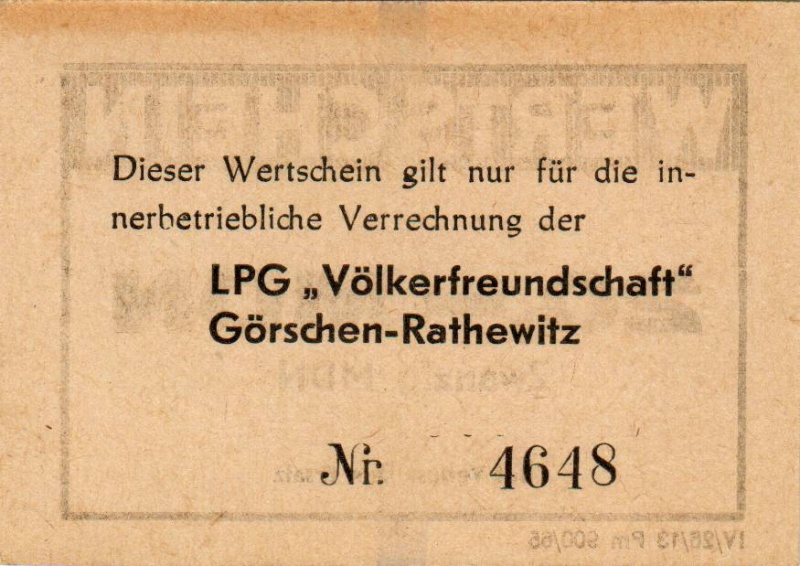 Dieser Wertschein gilt nur für die in-
nerbetriebliche Verrechnung der
LPG „Völkerfreundschaft“
Görschen-Rathewitz
Nr. 4648